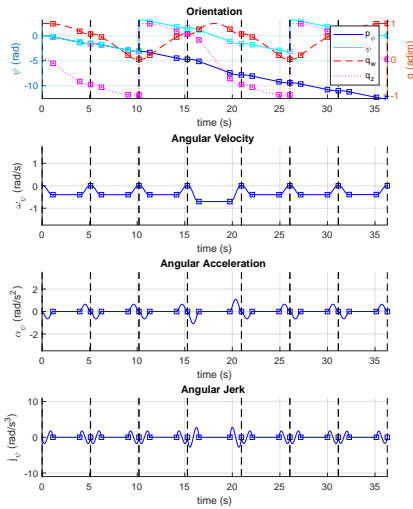 Orientation
0
-5
-10
ψ (rad)
1
0
-1
q (adim)
p_ψ
ψ
q_w
q_z
0 5 10 15 20 25 30 35
time (s)
Angular Velocity
1
0
-1
ω_ψ (rad/s)
0 5 10 15 20 25 30 35
time (s)
Angular Acceleration
2
0
-2
α_ψ (rad/s²)
0 5 10 15 20 25 30 35
time (s)
Angular Jerk
10
0
-10
j_ψ (rad/s³)
0 5 10 15 20 25 30 35
time (s)